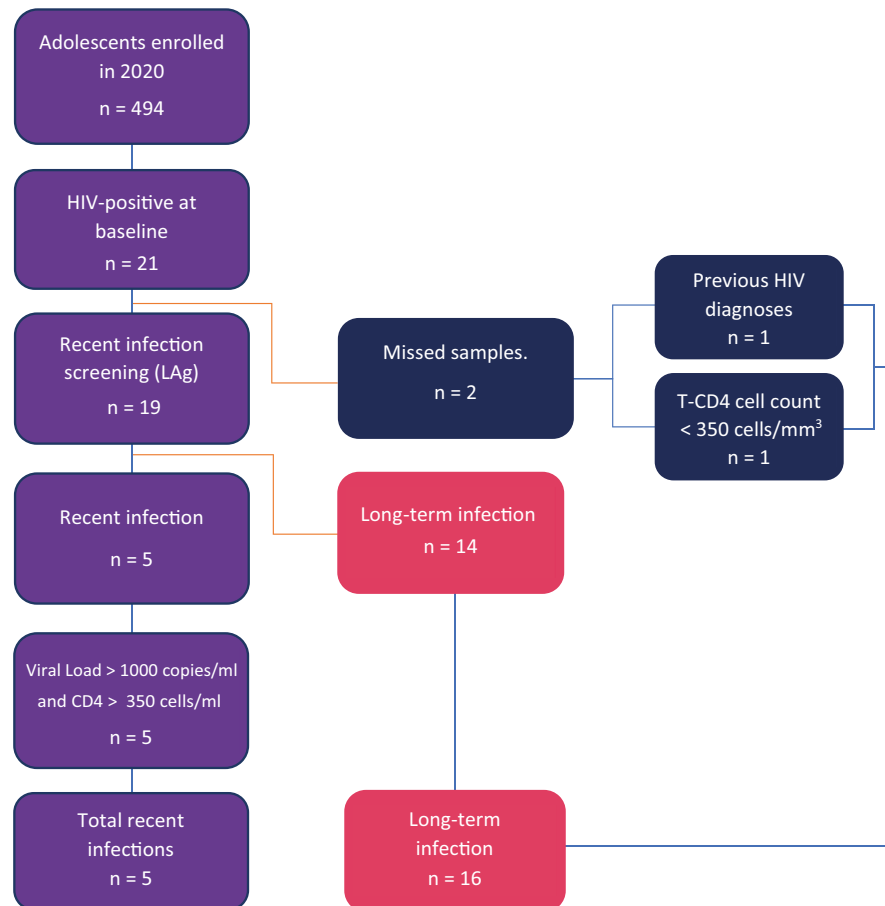 Adolescents enrolled
in 2020
n = 494
HIV-positive at
baseline
n = 21
Recent infection
screening (LAg)
n = 19
Missed samples.
n = 2
Previous HIV
diagnoses
n = 1
T-CD4 cell count
< 350 cells/mm³
n = 1
Recent infection
n = 5
Long-term infection
n = 14
Viral Load > 1000 copies/ml
and CD4 > 350 cells/ml
n = 5
Total recent
infections
n = 5
Long-term
infection
n = 16